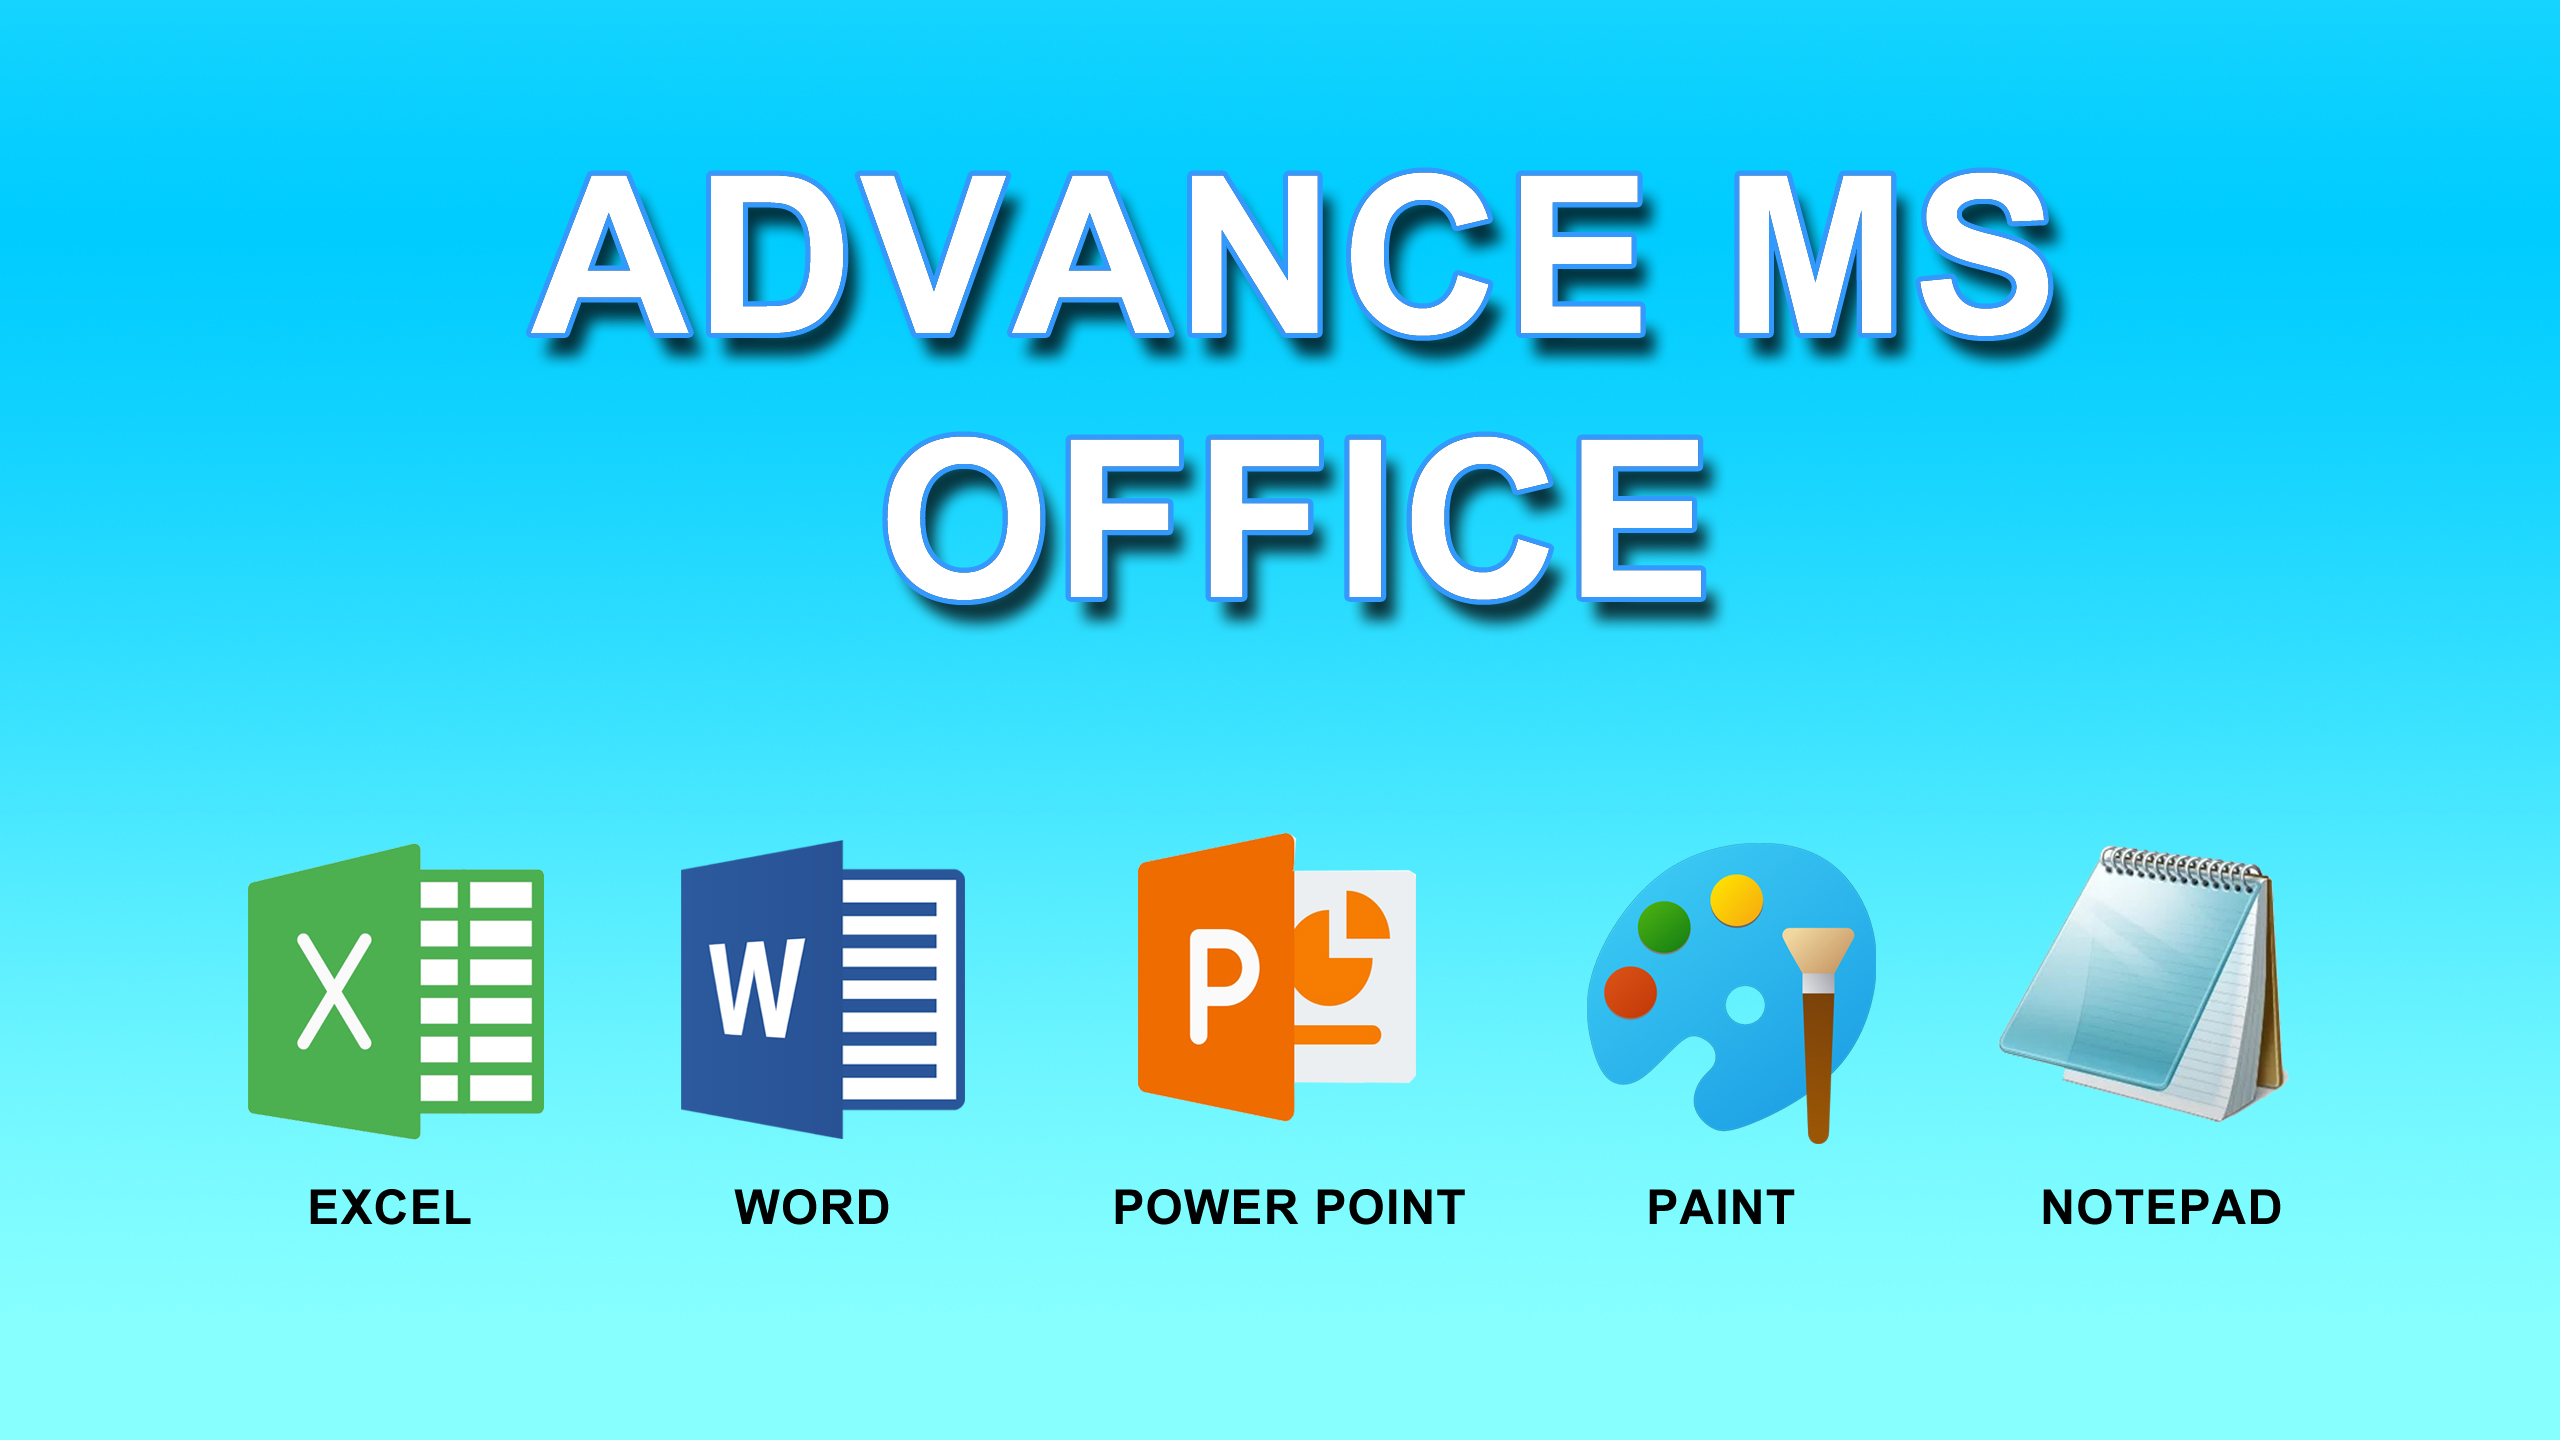 ADVANCE MS
OFFICE
X
W
P
EXCEL
WORD
POWER POINT
PAINT
NOTEPAD